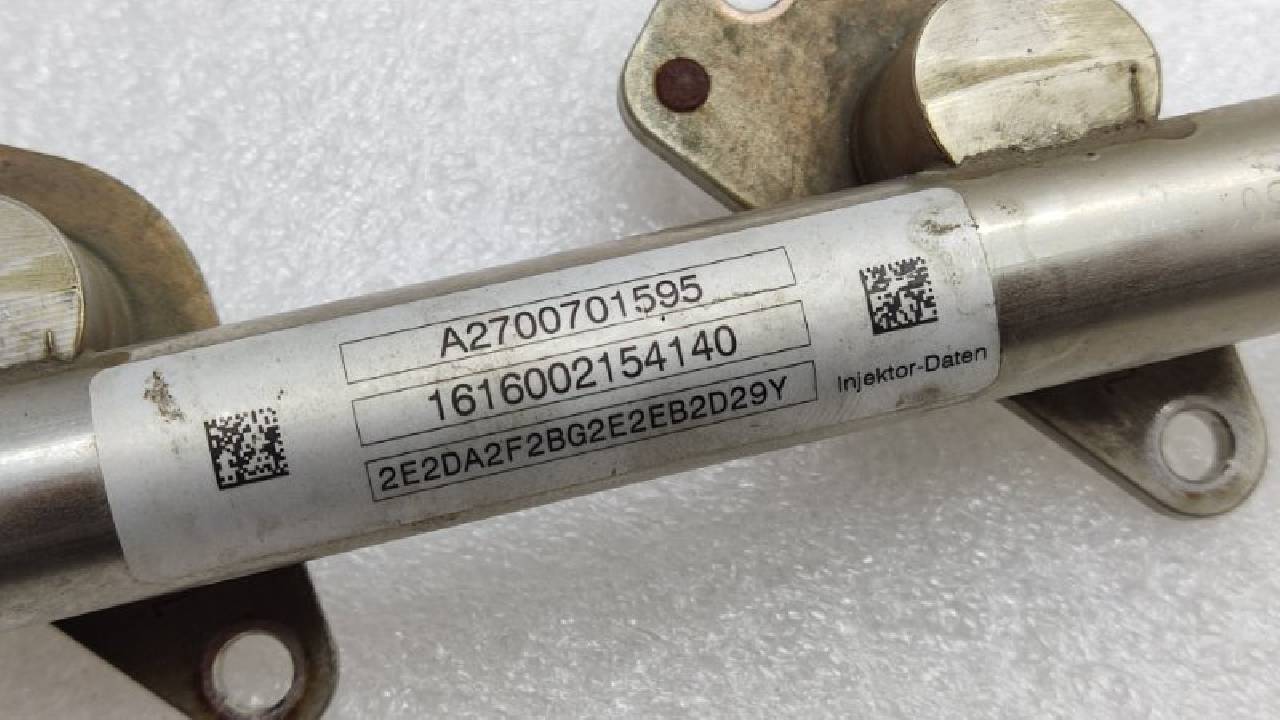 A2700701595
1616002154140
2E2DA2F2BG2E2EB2D29Y
Injektor-Daten